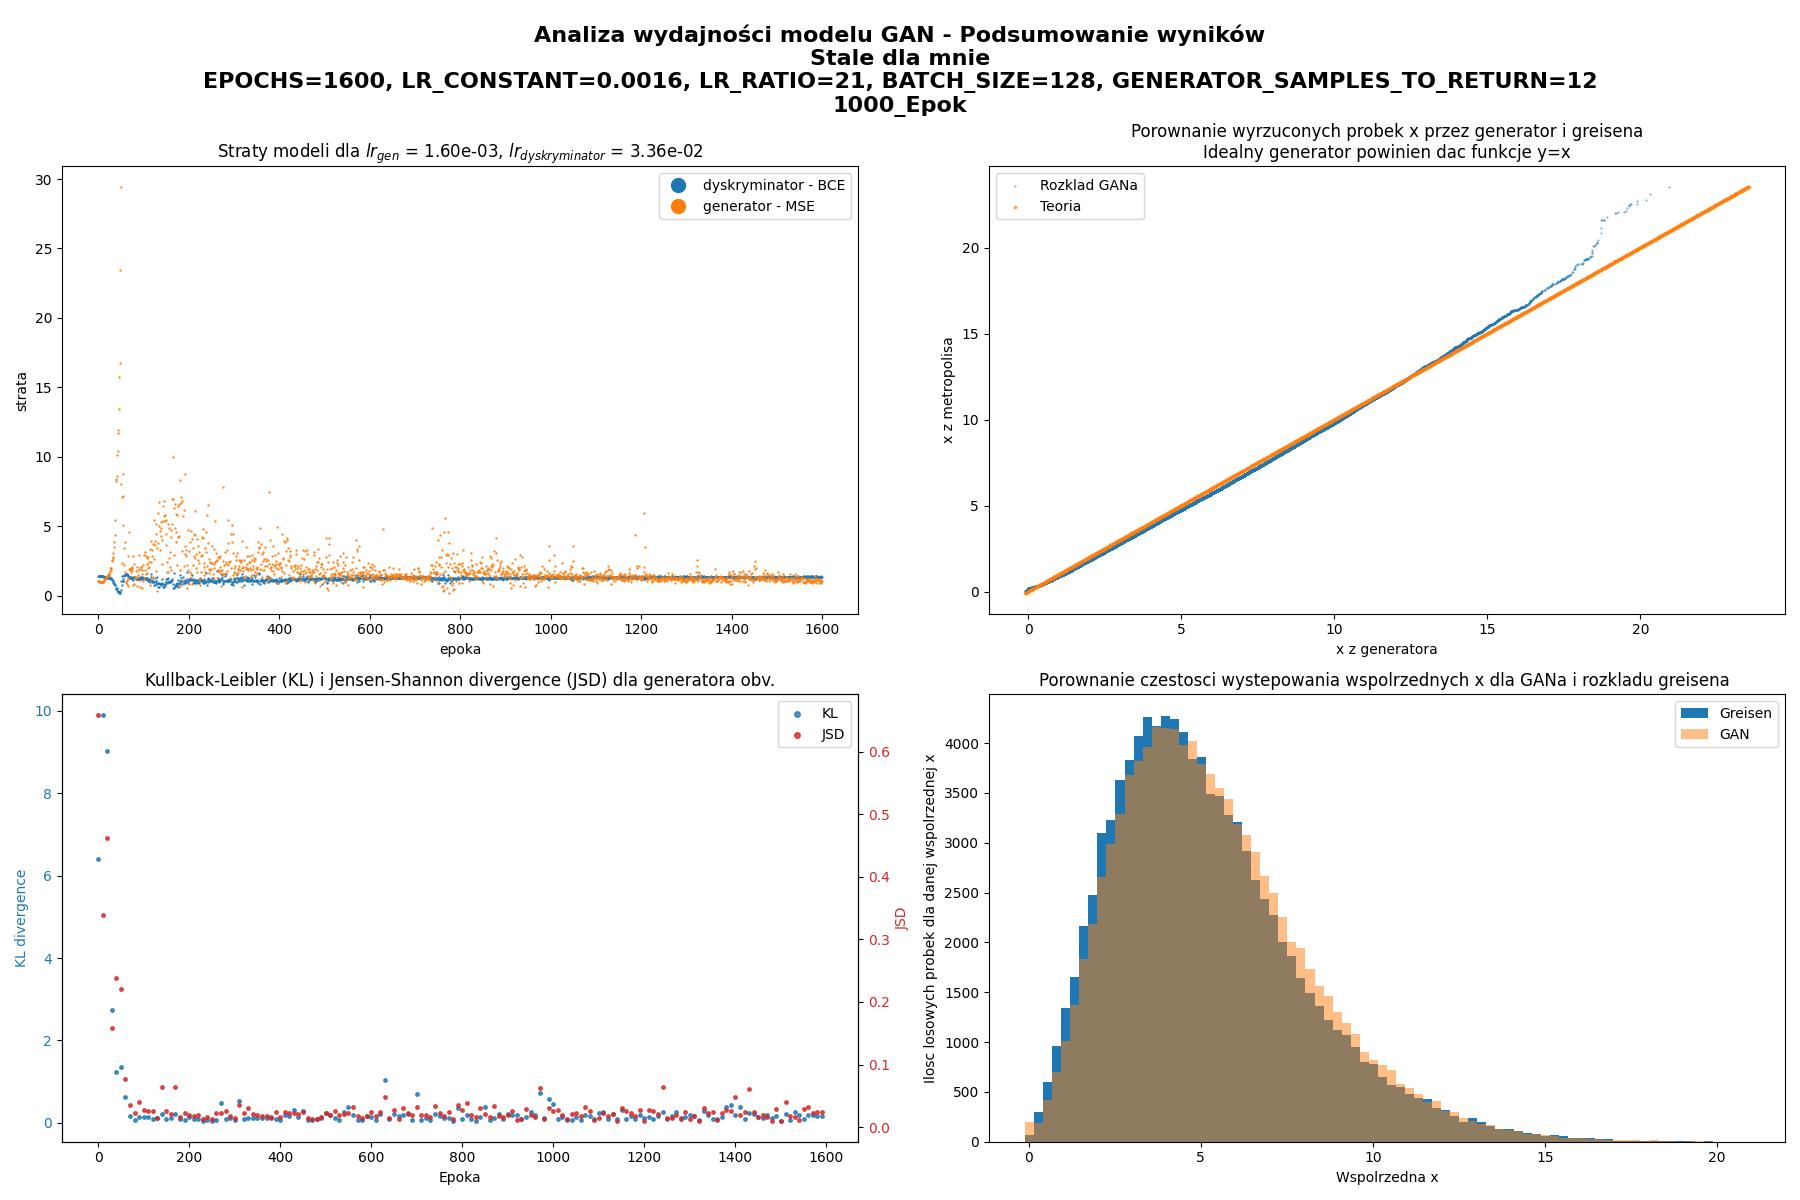 Analiza wydajności modelu GAN - Podsumowanie wyników
Stale dla mnie
EPOCHS=1600, LR_CONSTANT=0.0016, LR_RATIO=21, BATCH_SIZE=128, GENERATOR_SAMPLES_TO_RETURN=12
1000_Epok
Straty modeli dla lr_gen = 1.60e-03, lr_dyskryminator = 3.36e-02
dyskryminator - BCE
generator - MSE
strata
30
25
20
15
10
5
0
0 200 400 600 800 1000 1200 1400 1600
epoka
Porownanie wyrzuconych probek x przez generator i greisena
Idealny generator powinien dac funkcje y=x
Rozklad GANa
Teoria
x z metropolisa
20
15
10
5
0
0 5 10 15 20
x z generatora
Kullback-Leibler (KL) i Jensen-Shannon divergence (JSD) dla generatora obv.
KL
JSD
KL divergence
10
8
6
4
2
0
0.6
0.5
0.4
0.3
0.2
0.1
0.0
JSD
0 200 400 600 800 1000 1200 1400 1600
Epoka
Porownanie czestosci wystepowania wspolrzednych x dla GANa i rozkladu greisena
Greisen
GAN
Ilosc losowych probek dla danej wspolrzednej x
4000
3500
3000
2500
2000
1500
1000
500
0
0 5 10 15 20
Wspolrzedna x